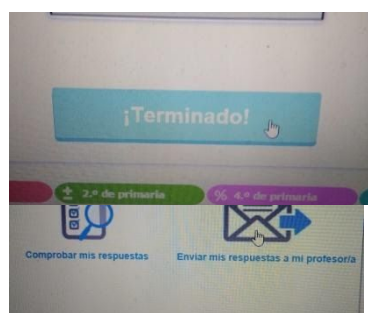 ¡Terminado!
± 2.º de primaria % 4.º de primaria
Comprobar mis respuestas Enviar mis respuestas a mi profesor/a